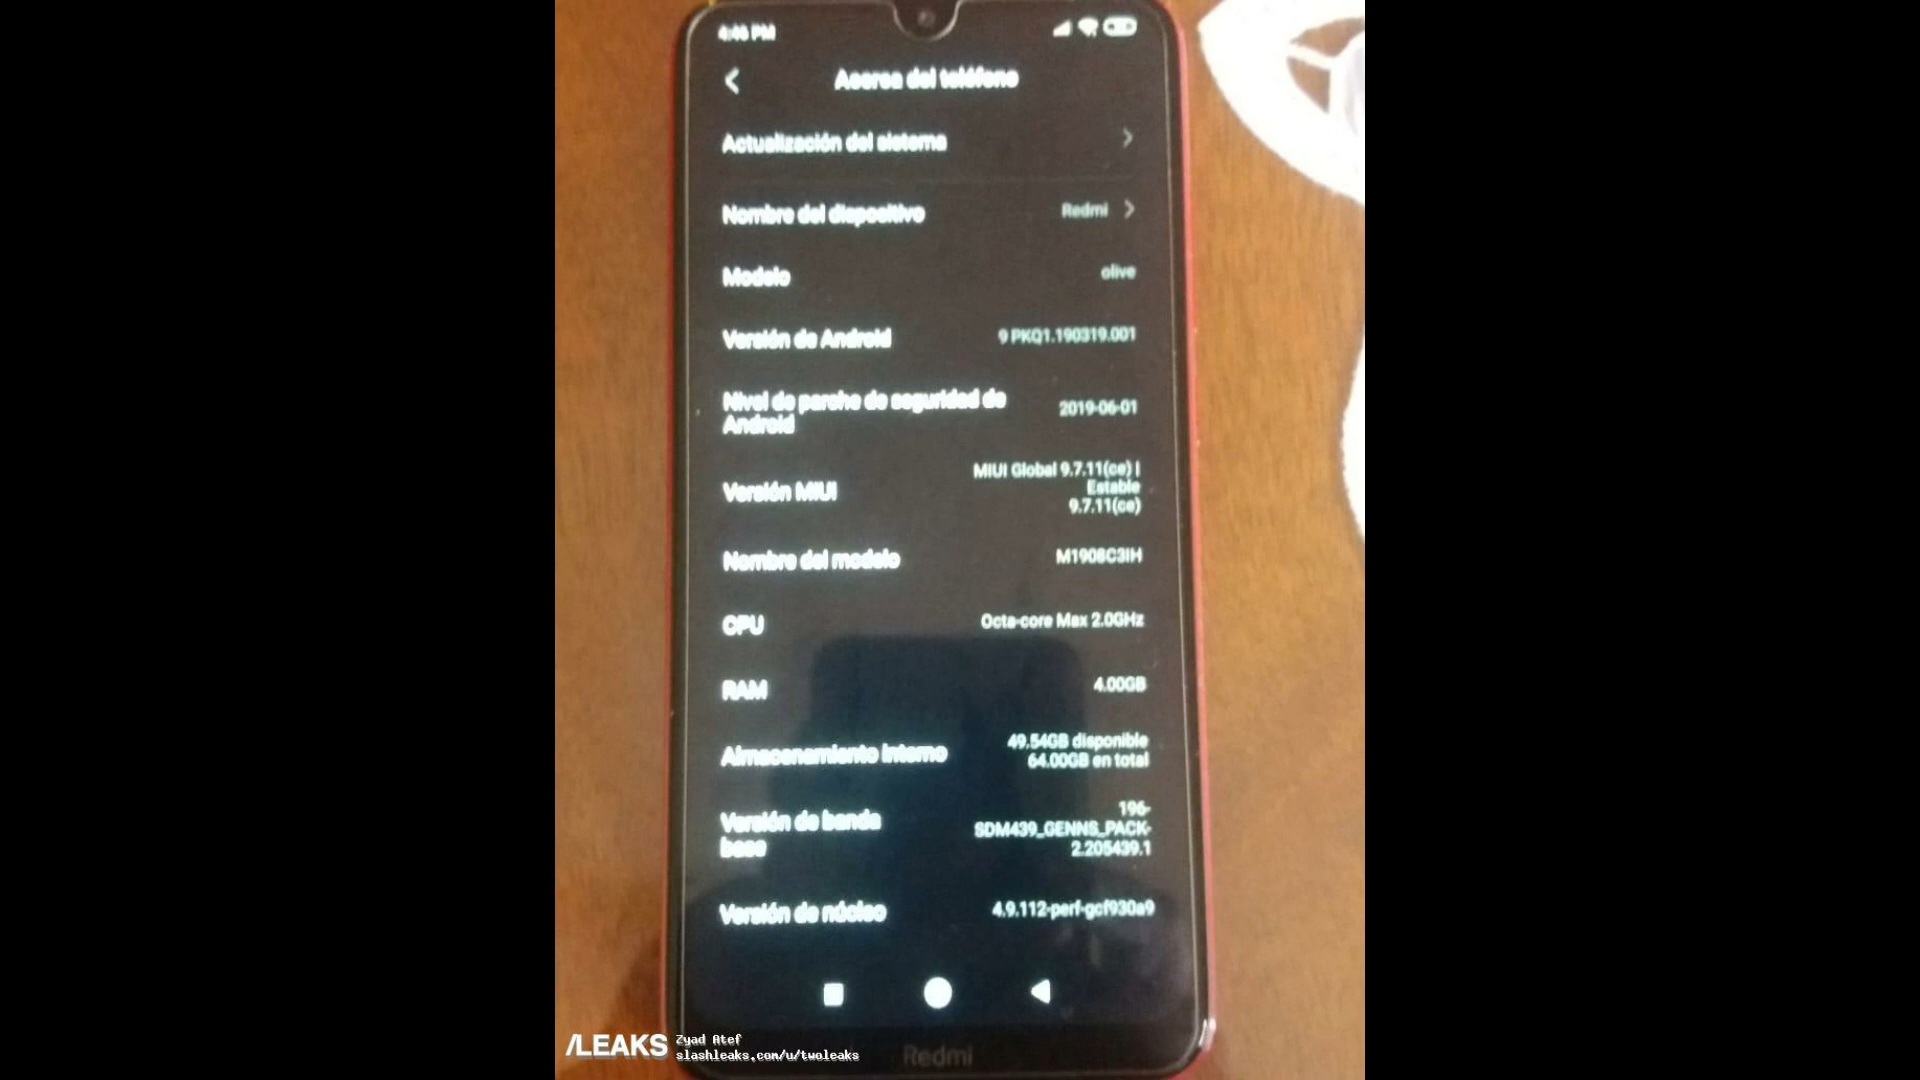 4:46 PM
Acerca del teléfono
Actualización del sistema
Nombre del dispositivo
Redmi
Modelo
olive
Versión de Android
9 PKQ1.190319.001
Nivel de parche de seguridad de
Android
2019-06-01
Versión MIUI
MIUI Global 9.7.11(ce) |
Estable
9.7.11(ce)
Nombre del modelo
M1908C3IH
CPU
Octa-core Max 2.0GHz
RAM
4.00GB
Almacenamiento interno
49.54GB disponible
64.00GB en total
Versión de banda
base
196-
SDM439_GENNS_PACK-
2.205439.1
Versión de núcleo
4.9.112-perf-gcf930a9
Redmi
/LEAKS
Zyad Atef
slashleaks.com/u/twoleaks